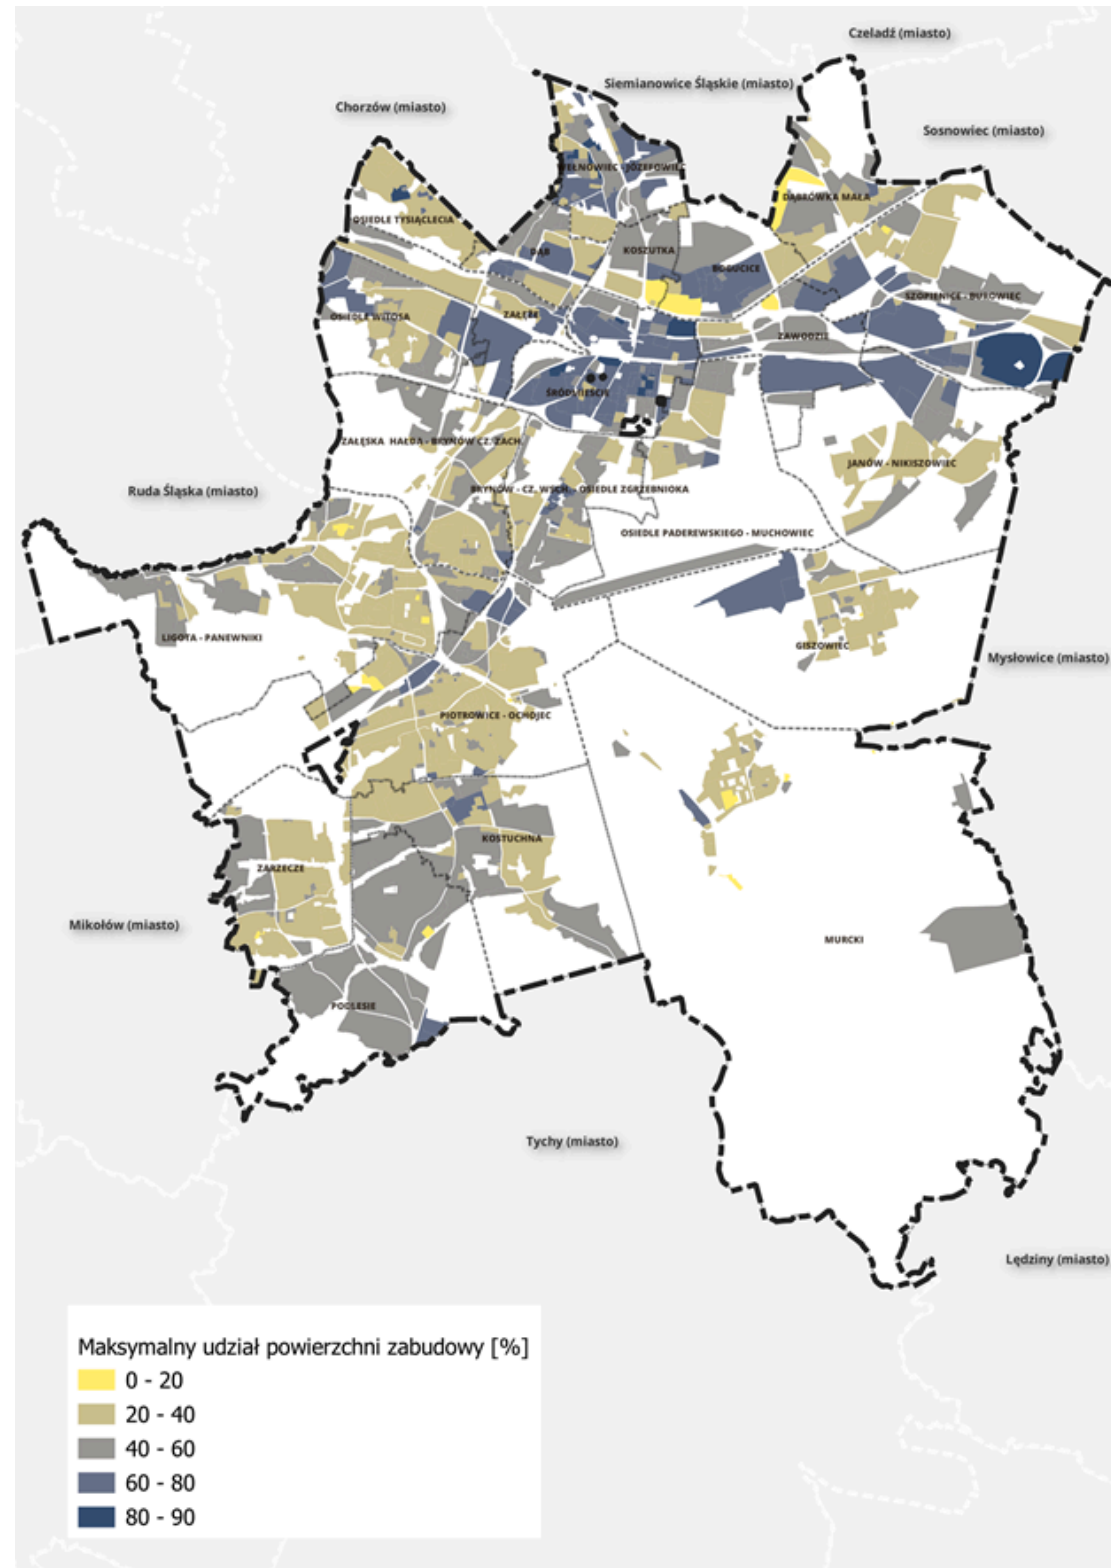 Czeladź (miasto)
Siemianowice Śląskie (miasto)
Chorzów (miasto)
Sosnowiec (miasto)
WEŁNOWIEC - JÓZEFOWIEC
DĄBRÓWKA MAŁA
OSIEDLE TYSIĄCLECIA
DĄB
KOSZUTKA
BOGUCICE
SZOPIENICE - BUROWIEC
OSIEDLE WITOSA
ZAŁĘŻE
ZAWODZIE
ŚRÓDMIEŚCIE
ZAŁĘSKA HAŁDA - BRYNÓW CZ. ZACH.
JANÓW - NIKISZOWIEC
Ruda Śląska (miasto)
BRYNÓW - CZ. WSCH. - OSIEDLE ZGRZEBNIOKA
OSIEDLE PADEREWSKIEGO - MUCHOWIEC
LIGOTA - PANEWNIKI
GISZOWIEC
Mysłowice (miasto)
PIOTROWICE - OCHOJEC
KOSTUCHNA
ZARZECZE
Mikołów (miasto)
MURCKI
PODLESIE
Tychy (miasto)
Lędziny (miasto)
Maksymalny udział powierzchni zabudowy [%]
0 - 20
20 - 40
40 - 60
60 - 80
80 - 90